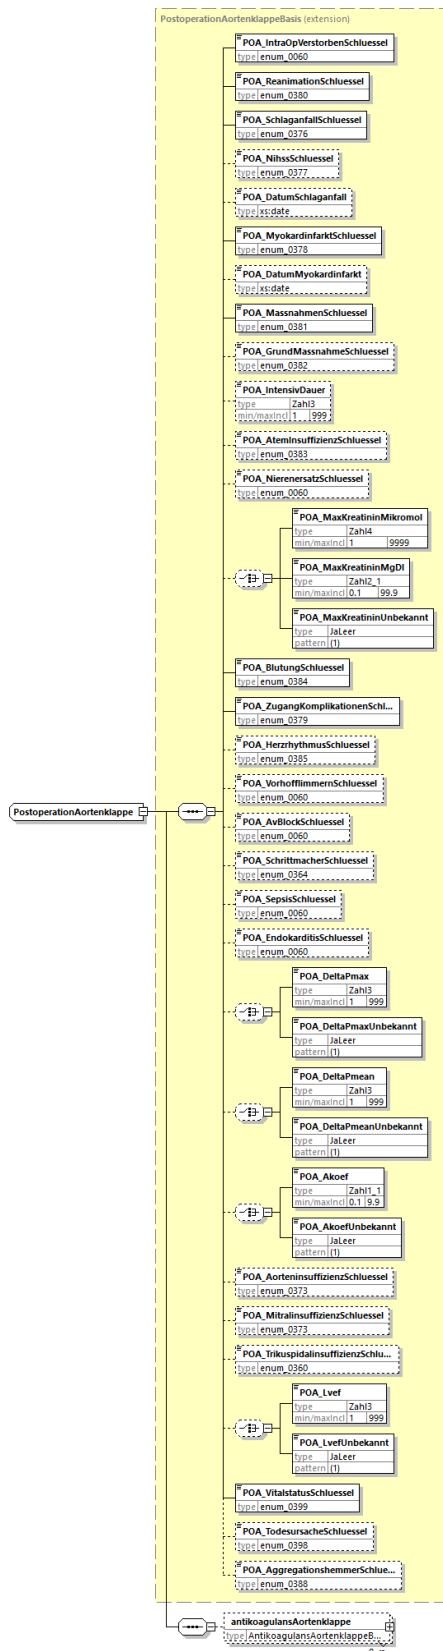 PostoperationAortenklappeBasis (extension)
POA_IntraOpVerstorbenSchluessel
type enum_0060
POA_ReanimationSchluessel
type enum_0380
POA_SchlaganfallSchluessel
type enum_0376
POA_NihssSchluessel
type enum_0377
POA_DatumSchlaganfall
type xs:date
POA_MyokardinfarktSchluessel
type enum_0378
POA_DatumMyokardinfarkt
type xs:date
POA_MassnahmenSchluessel
type enum_0381
POA_GrundMassnahmeSchluessel
type enum_0382
POA_IntensivDauer
type Zahl3
min/maxIncl 1 999
POA_AtemInsuffizienzSchluessel
type enum_0383
POA_NierenersatzSchluessel
type enum_0060
POA_MaxKreatininMikromol
type Zahl4
min/maxIncl 1 9999
POA_MaxKreatininMgDl
type Zahl2_1
min/maxIncl 0.1 99.9
POA_MaxKreatininUnbekannt
type JaLeer
pattern (1)
POA_BlutungSchluessel
type enum_0384
POA_ZugangKomplikationenSchl...
type enum_0379
POA_HerzrhythmusSchluessel
type enum_0385
POA_VorhofflimmernSchluessel
type enum_0060
PostoperationAortenklappe
POA_AvBlockSchluessel
type enum_0060
POA_SchrittmacherSchluessel
type enum_0364
POA_SepsisSchluessel
type enum_0060
POA_EndokarditisSchluessel
type enum_0060
POA_DeltaPmax
type Zahl3
min/maxIncl 1 999
POA_DeltaPmaxUnbekannt
type JaLeer
pattern (1)
POA_DeltaPmean
type Zahl3
min/maxIncl 1 999
POA_DeltaPmeanUnbekannt
type JaLeer
pattern (1)
POA_Akoef
type Zahl1_1
min/maxIncl 0.1 9.9
POA_AkoefUnbekannt
type JaLeer
pattern (1)
POA_AorteninsuffizienzSchluessel
type enum_0373
POA_MitralinsuffizienzSchluessel
type enum_0373
POA_TrikuspidalinsuffizienzSchlu...
type enum_0360
POA_Lvef
type Zahl3
min/maxIncl 1 999
POA_LvefUnbekannt
type JaLeer
pattern (1)
POA_VitalstatusSchluessel
type enum_0399
POA_TodesursacheSchluessel
type enum_0398
POA_AggregationshemmerSchlue...
type enum_0388
antikoagulansAortenklappe
type AntikoagulansAortenklappeB...